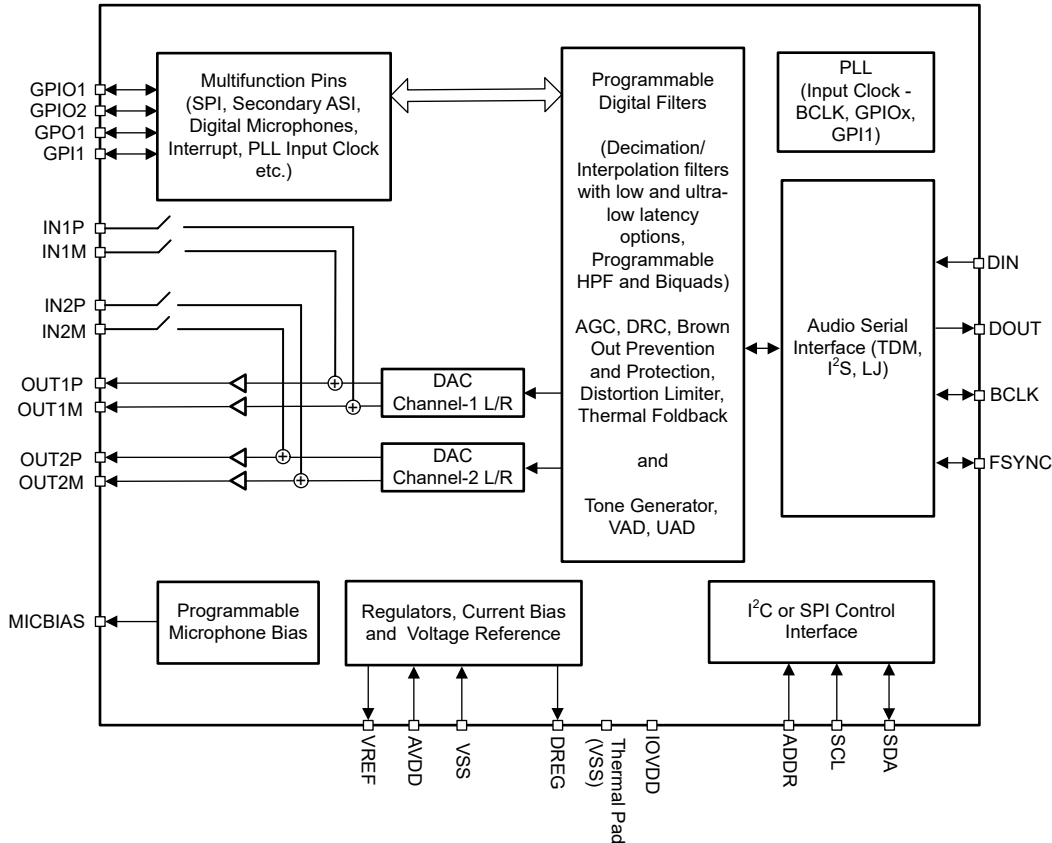 GPIO1
GPIO2
GPO1
GPI1
Multifunction Pins
(SPI, Secondary ASI,
Digital Microphones,
Interrupt, PLL Input Clock
etc.)
Programmable
Digital Filters
(Decimation/
Interpolation filters
with low and ultra-
low latency
options,
Programmable
HPF and Biquads)
AGC, DRC, Brown
Out Prevention
and Protection,
Distortion Limiter,
Thermal Foldback
and
Tone Generator,
VAD, UAD
PLL
(Input Clock -
BCLK, GPIOx,
GPI1)
IN1P
IN1M
IN2P
IN2M
OUT1P
OUT1M
OUT2P
OUT2M
DAC
Channel-1 L/R
DAC
Channel-2 L/R
Audio Serial
Interface (TDM,
I²S, LJ)
DIN
DOUT
BCLK
FSYNC
MICBIAS
Programmable
Microphone Bias
Regulators, Current Bias
and Voltage Reference
I²C or SPI Control
Interface
VREF
AVDD
VSS
DREG
Thermal Pad
(VSS)
IOVDD
ADDR
SCL
SDA